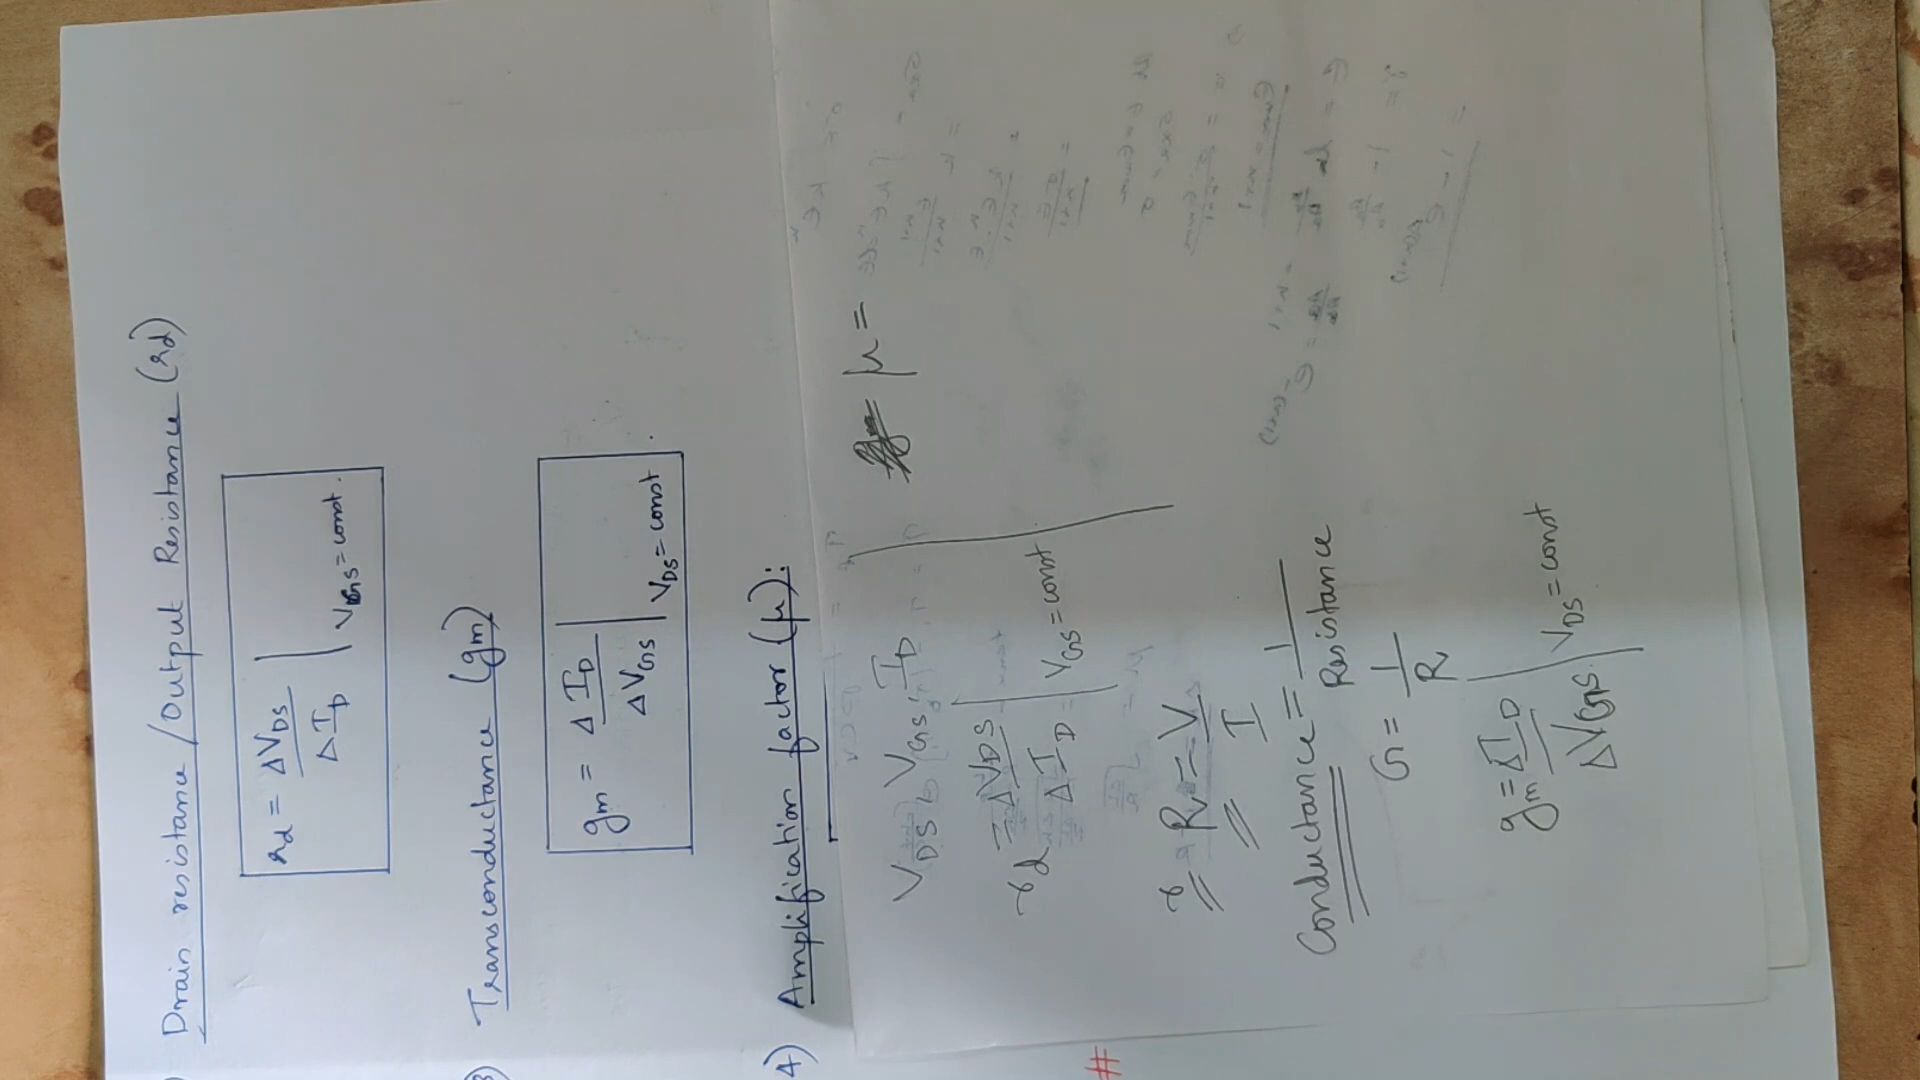 Drain resistance/Output Resistance (rd)
rd = ΔVDS / ΔID | VGS = const.
3) Transconductance (gm)
gm = ΔID / ΔVGS | VDS = const.
4) Amplification factor (μ):
VDS, VGS, ID
μ =
rd = ΔVDS / ΔID | VGS = const
r R = V / I
Conductance = 1 / Resistance
G = 1 / R
gm = ΔID / ΔVGS | VDS = const
#